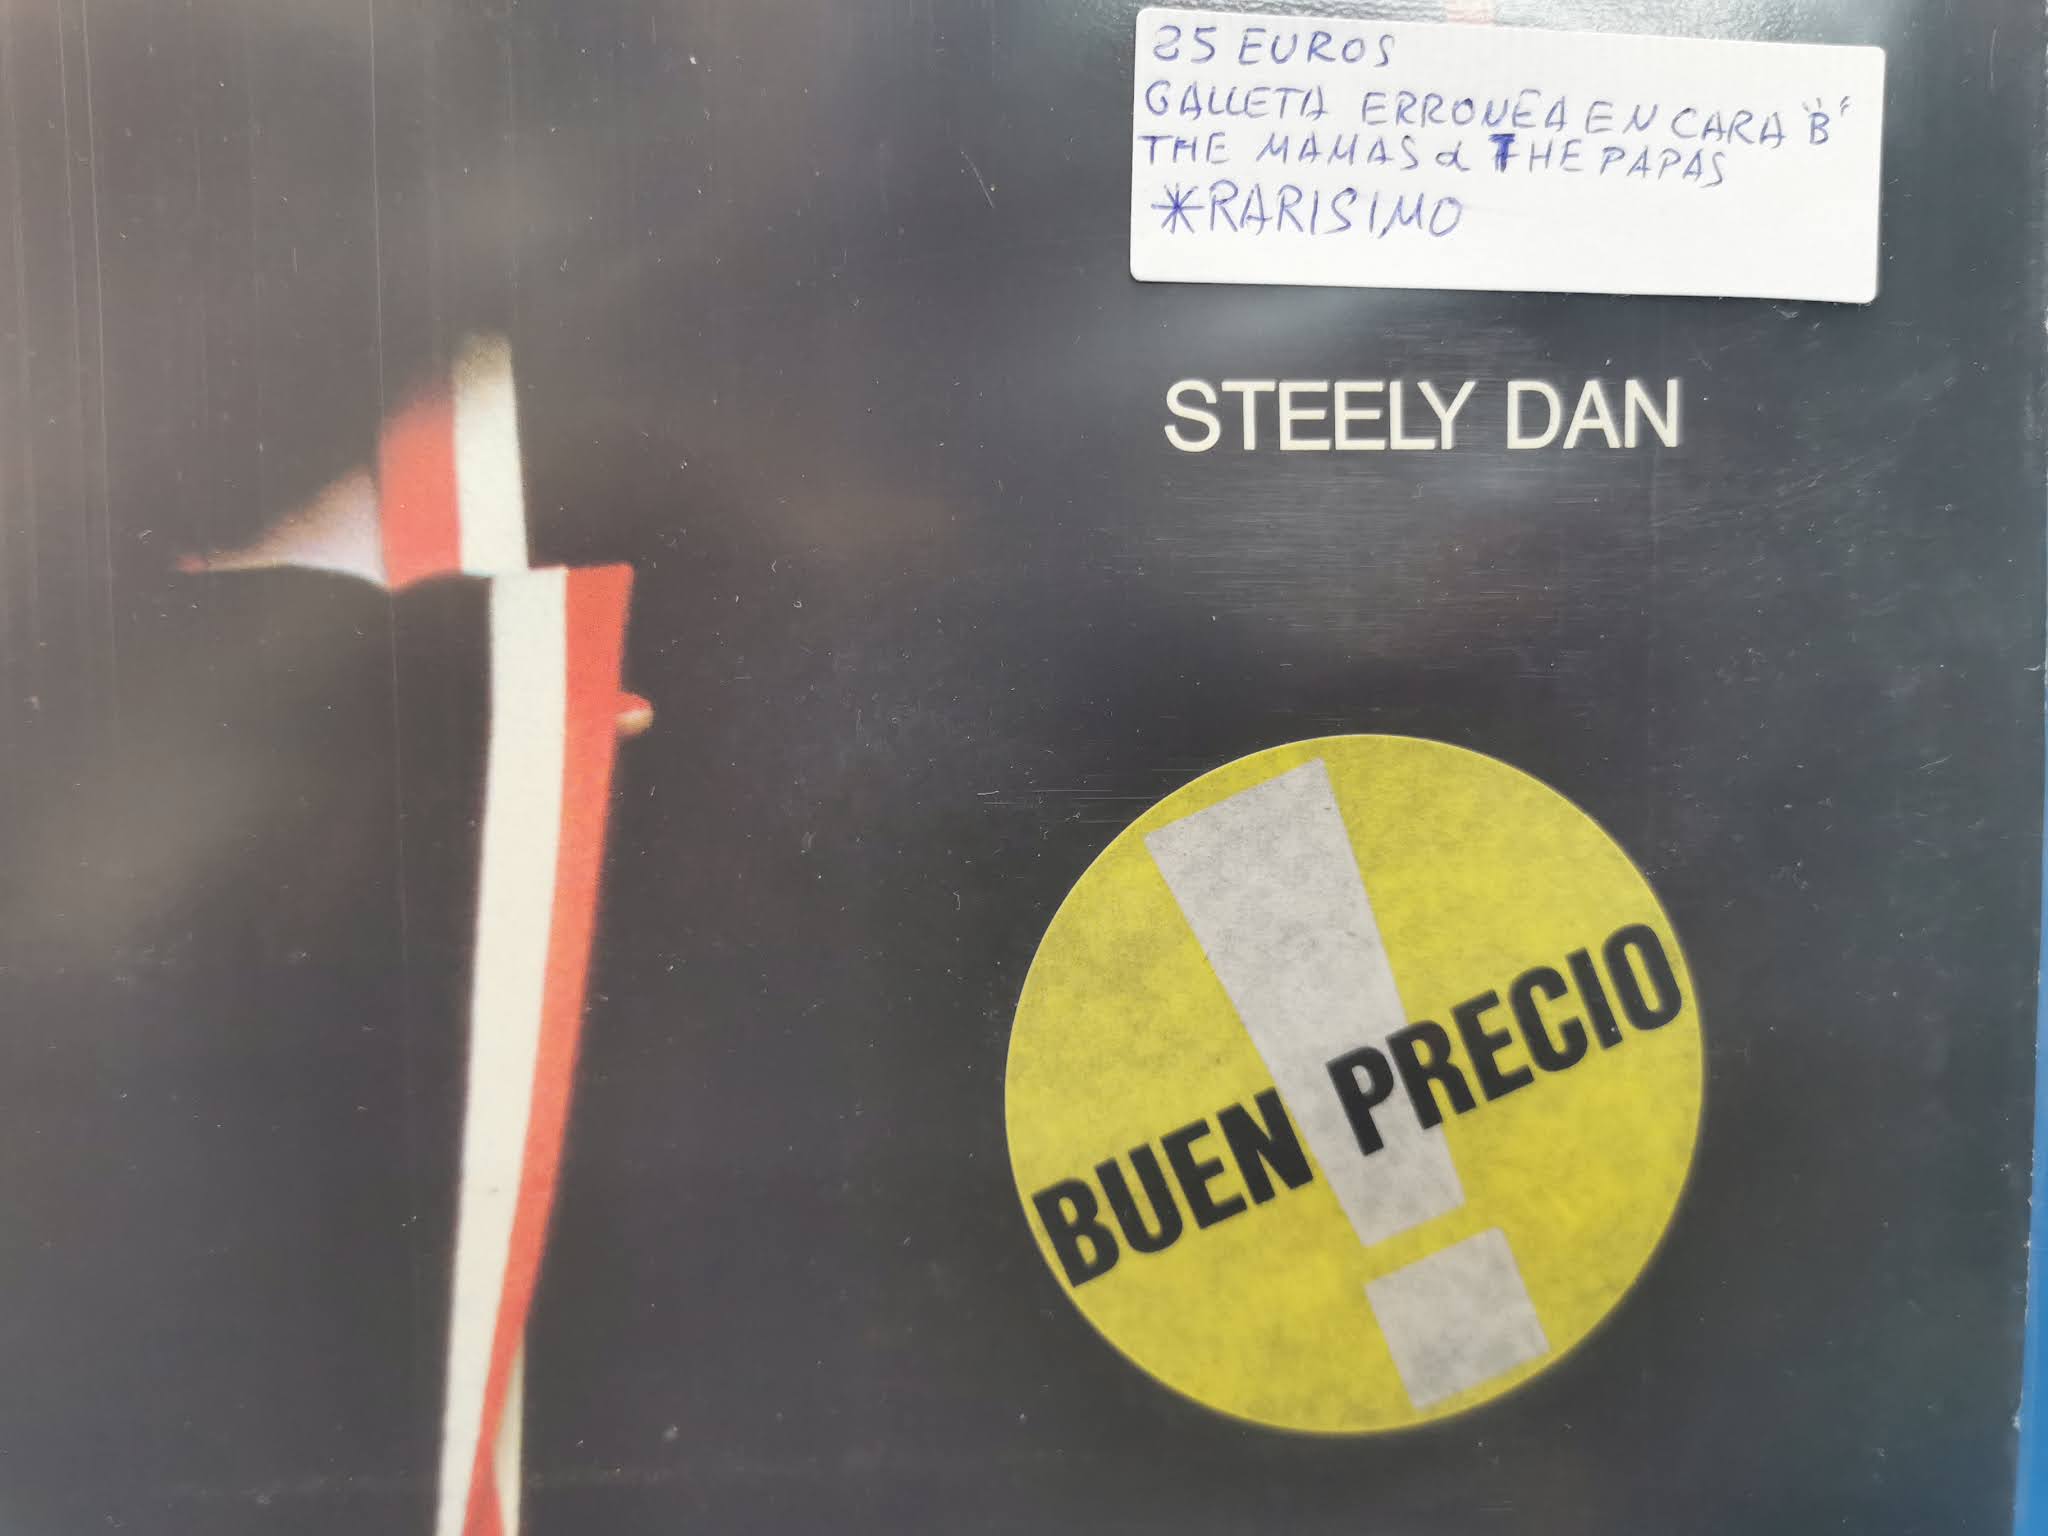 25 EUROS
GALLETA ERRONEA EN CARA "B"
THE MAMAS & THE PAPAS
*RARISIMO
STEELY DAN
BUEN PRECIO!